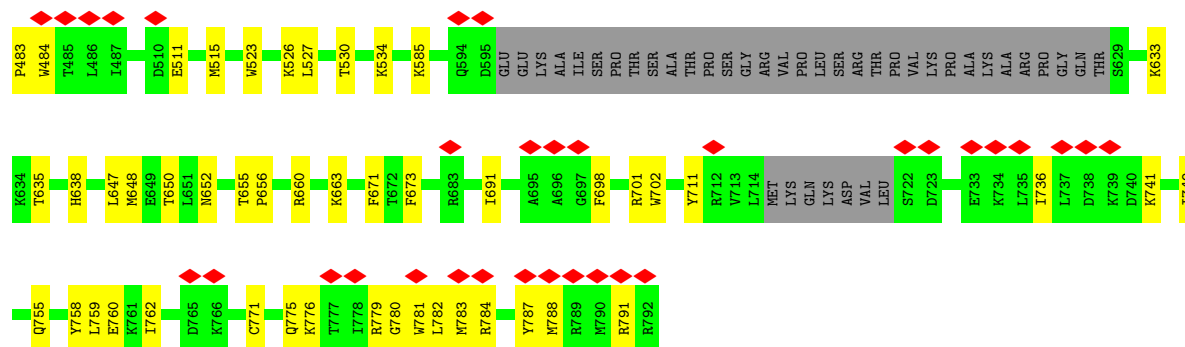 P483 W484 T485 L486 I487 D510 E511 M515 W523 K526 L527 T530 K534 K585 Q594 D595 GLU GLU LYS ALA ILE SER PRO THR SER ALA THR PRO SER GLY ARG VAL PRO LEU SER ARG THR PRO VAL LYS PRO ALA LYS ALA ARG PRO GLY GLN THR S629 K633
K634 T635 H638 L647 M648 E649 T650 L651 N652 T655 P656 R660 K663 F671 T672 F673 R683 I691 A695 A696 G697 F698 R701 W702 Y711 R712 V713 L714 MET LYS GLN LYS ASP VAL LEU S722 D723 E733 K734 L735 I736 L737 D738 K739 D740 K741
Q755 Y758 L759 E760 K761 I762 D765 K766 C771 Q775 K776 T777 I778 R779 G780 W781 L782 M783 R784 Y787 M788 R789 M790 R791 R792